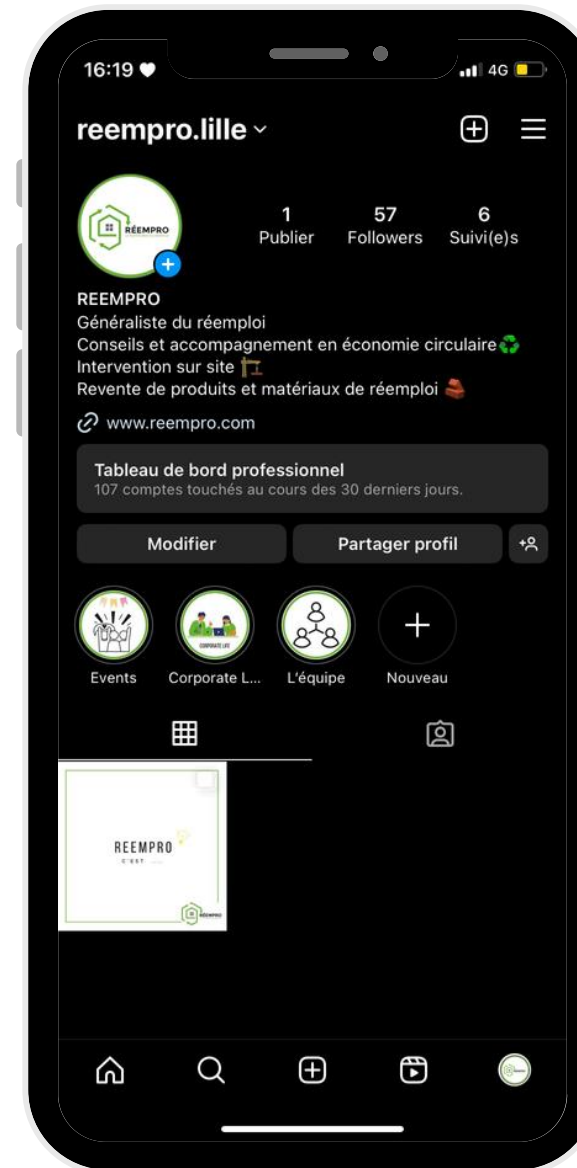 16:19
4G
reempro.lille
RÉEMPRO
1
Publier
57
Followers
6
Suivi(e)s
REEMPRO
Généraliste du réemploi
Conseils et accompagnement en économie circulaire♻️
Intervention sur site 🏗️
Revente de produits et matériaux de réemploi 🧱
www.reempro.com
Tableau de bord professionnel
107 comptes touchés au cours des 30 derniers jours.
Modifier
Partager profil
CORPORATE LIFE
Events
Corporate L...
L'équipe
Nouveau
REEMPRO
C'EST ....
RÉEMPRO